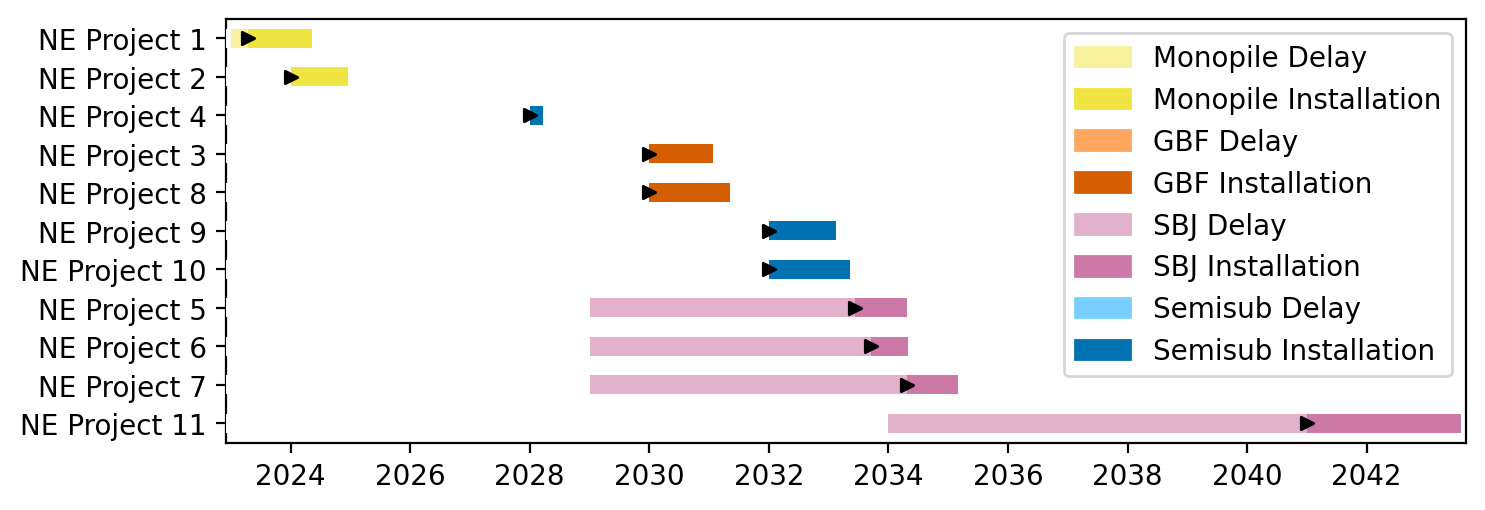 NE Project 1
NE Project 2
NE Project 4
NE Project 3
NE Project 8
NE Project 9
NE Project 10
NE Project 5
NE Project 6
NE Project 7
NE Project 11
Monopile Delay
Monopile Installation
GBF Delay
GBF Installation
SBJ Delay
SBJ Installation
Semisub Delay
Semisub Installation
2024 2026 2028 2030 2032 2034 2036 2038 2040 2042